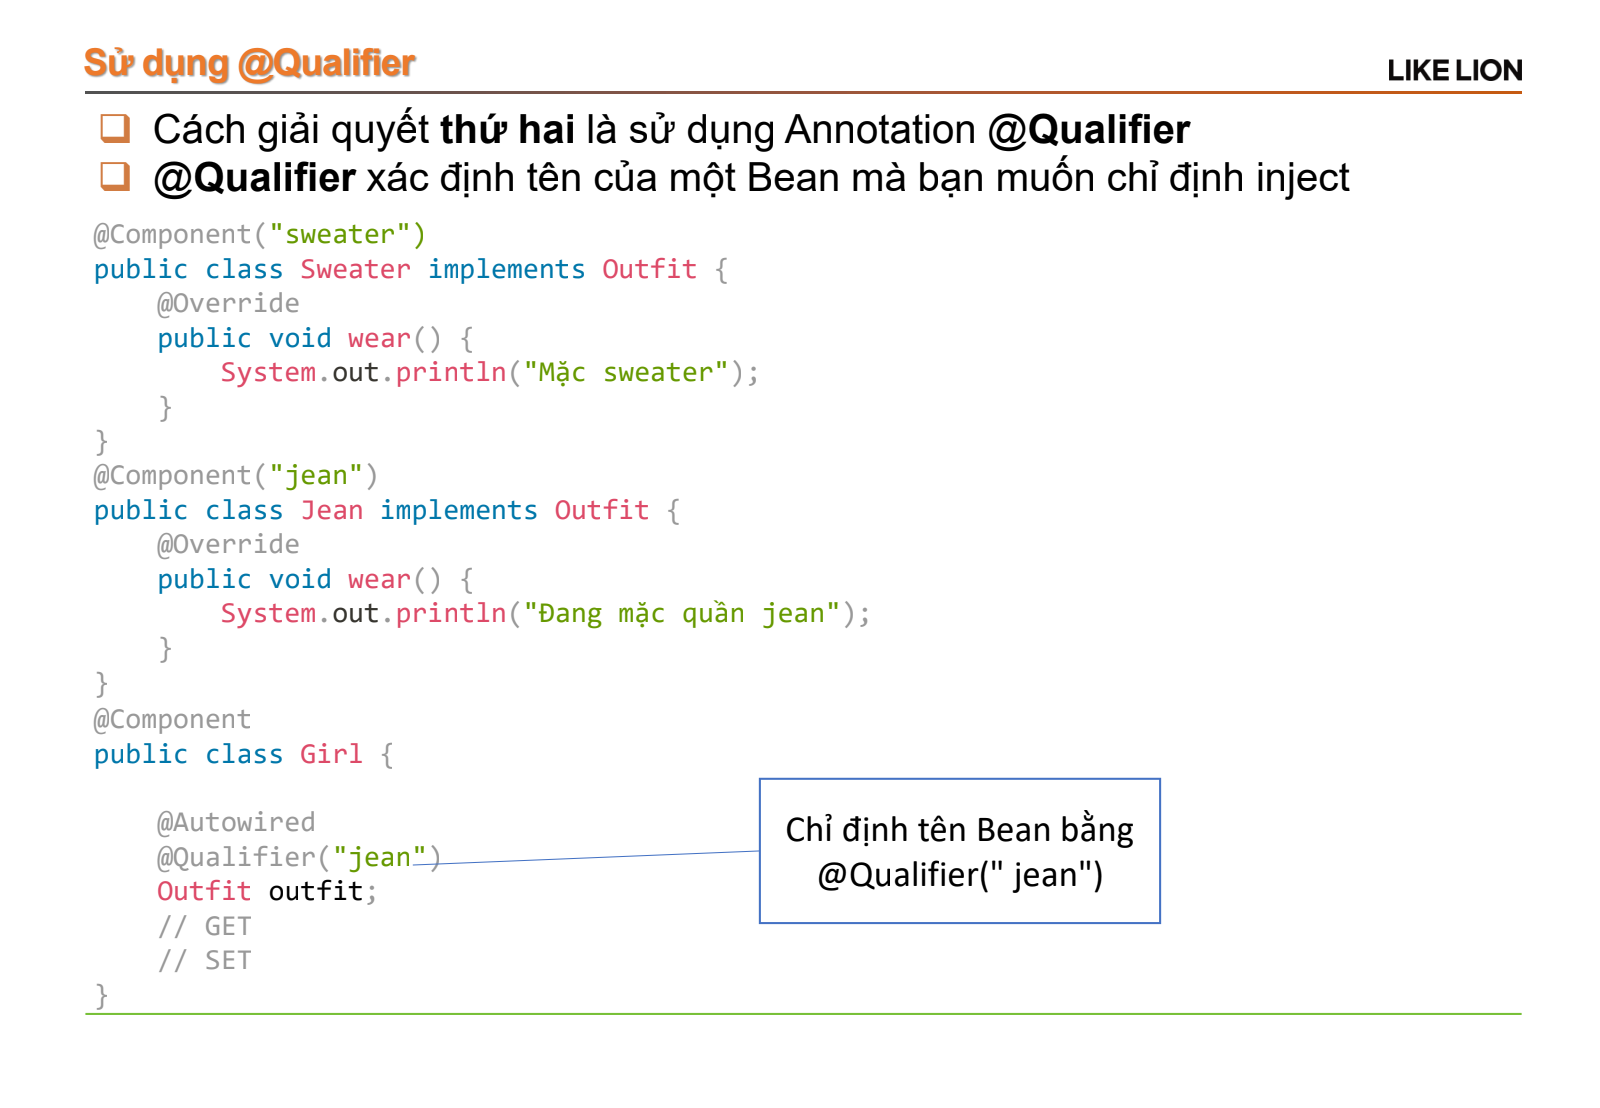 Sử dụng @Qualifier
LIKE LION
Cách giải quyết thứ hai là sử dụng Annotation @Qualifier
@Qualifier xác định tên của một Bean mà bạn muốn chỉ định inject
@Component("sweater")
public class Sweater implements Outfit {
    @Override
    public void wear() {
        System.out.println("Mặc sweater");
    }
}
@Component("jean")
public class Jean implements Outfit {
    @Override
    public void wear() {
        System.out.println("Đang mặc quần jean");
    }
}
@Component
public class Girl {
    @Autowired
    @Qualifier("jean")
    Outfit outfit;
    // GET
    // SET
}
Chỉ định tên Bean bằng
@Qualifier(" jean")